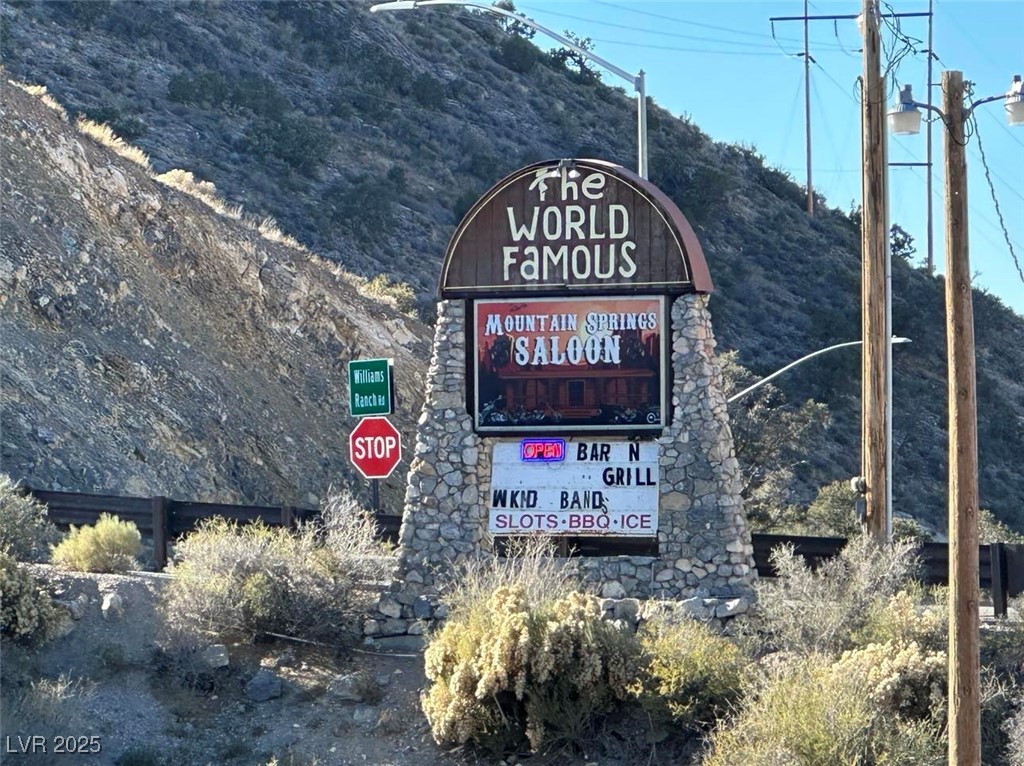 The
WORLD
FaMOUS
MOUNTAIN SPRINGS
SALOON
Williams
Ranch Rd
STOP
OPEN
BAR N
GRILL
WKND BANDS
SLOTS·BBQ·ICE
LVR 2025